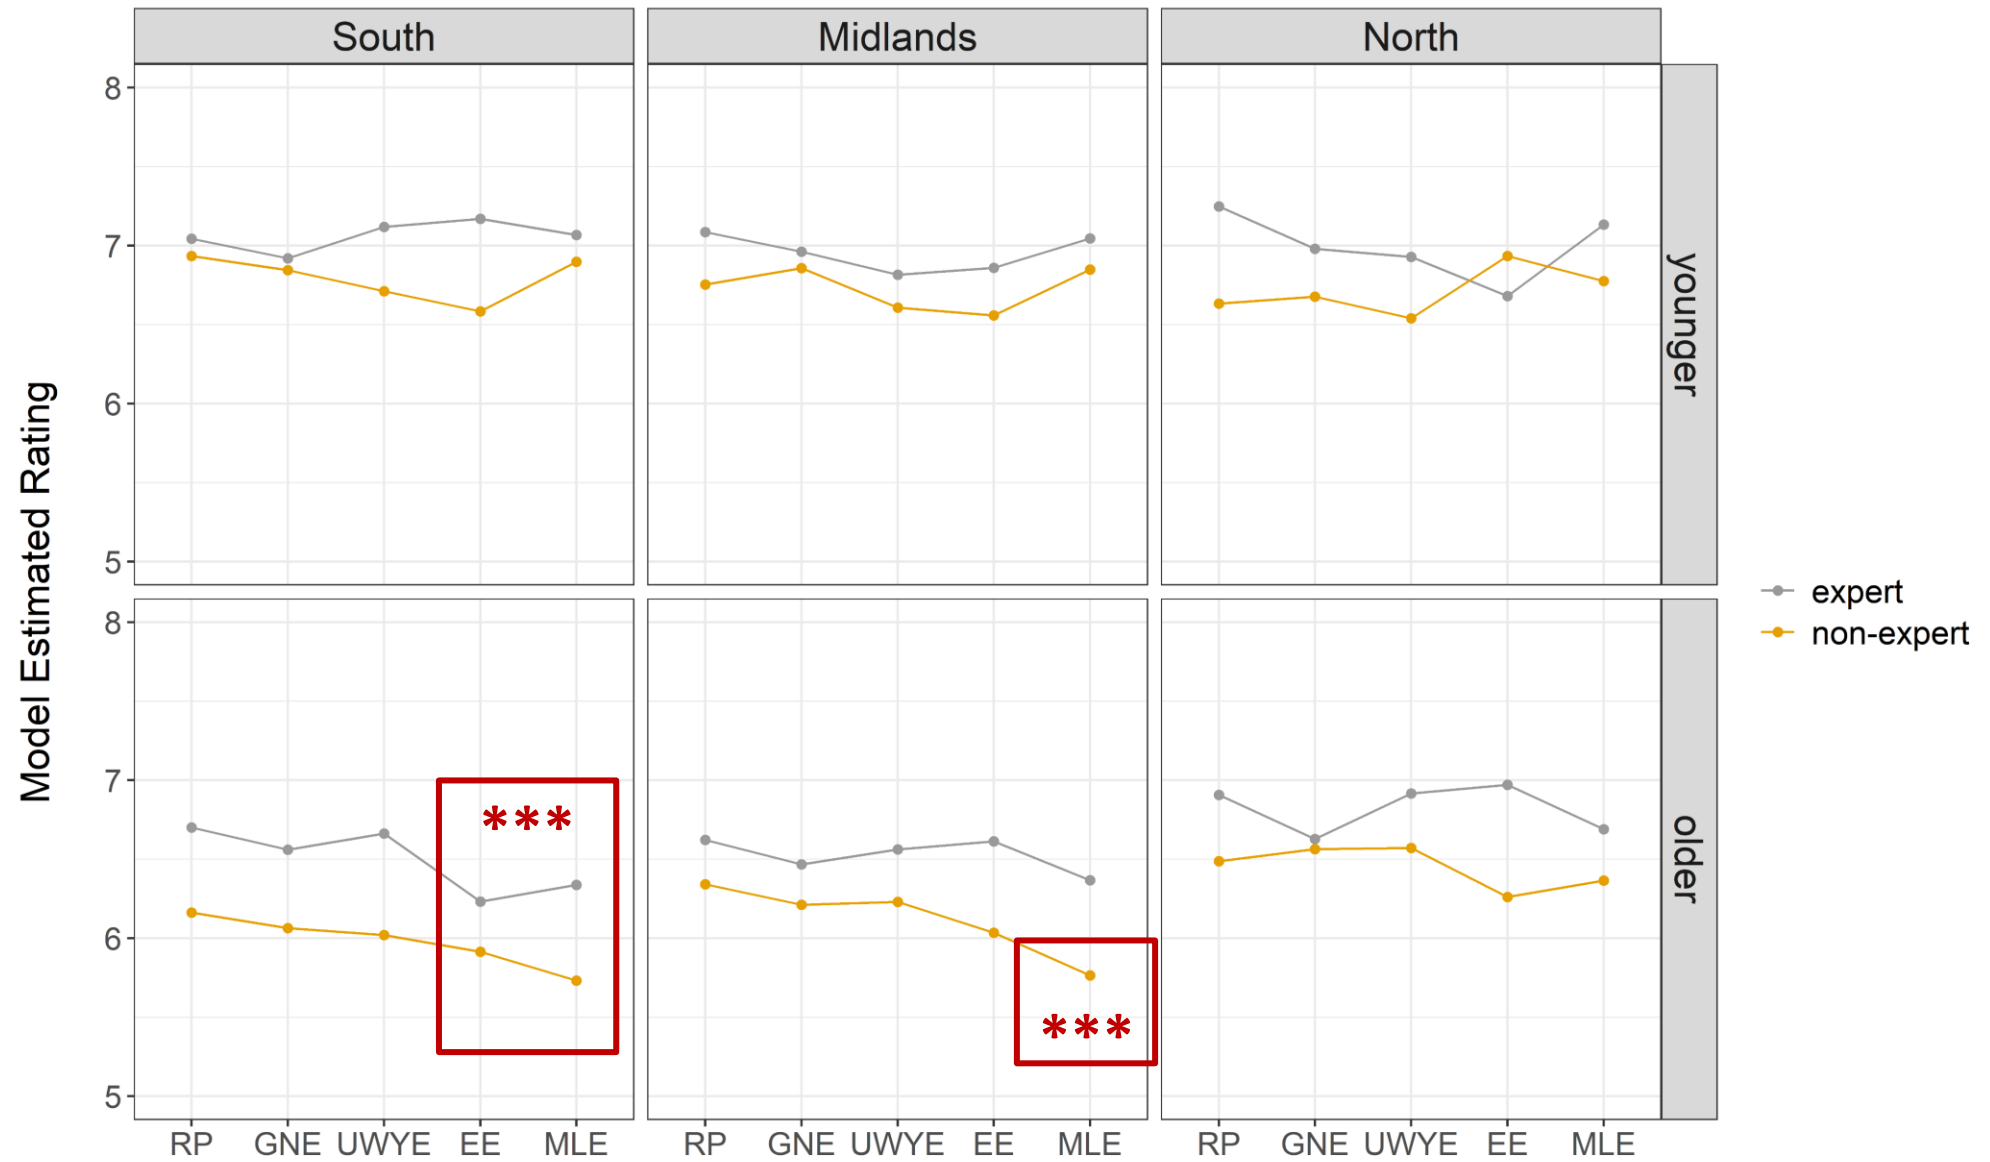 South Midlands North
8
7
6
5
younger
8
7
6
5
older
***
***
Model Estimated Rating
expert
non-expert
RP GNE UWYE EE MLE RP GNE UWYE EE MLE RP GNE UWYE EE MLE